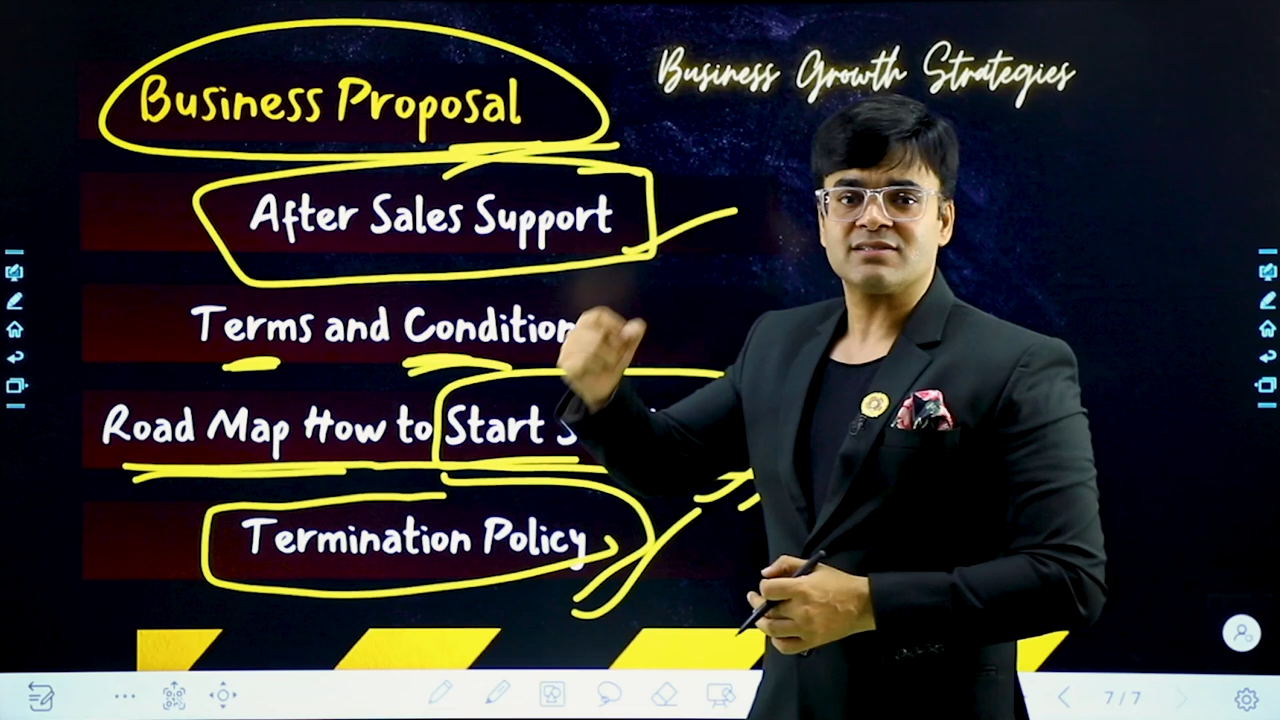 Business Growth Strategies
Business Proposal
After Sales Support
Terms and Condition
Road Map How to Start S
Termination Policy
7/7